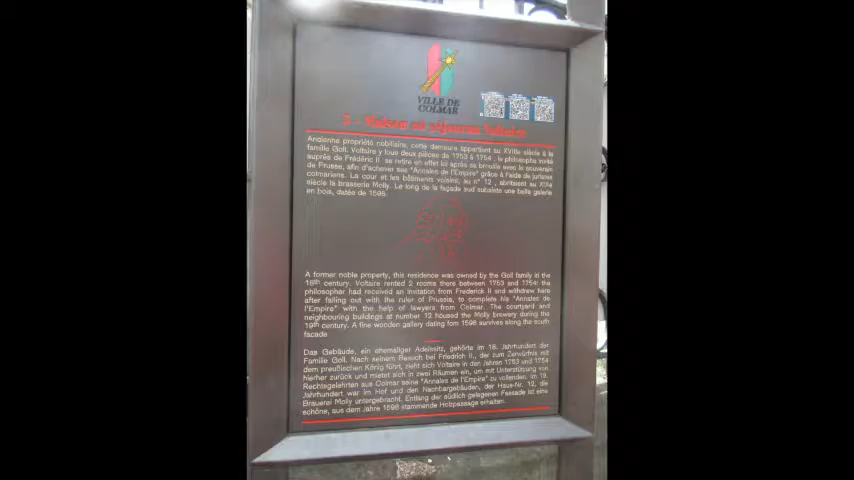 VILLE DE
COLMAR
2 - Maison où séjourna Voltaire
Ancienne propriété nobiliaire, cette demeure appartient au XVIIIe siècle à la
famille Goll. Voltaire y loue deux pièces de 1753 à 1754 , le philosophe invité
auprès de Frédéric II se retire en effet ici après sa brouille avec le souverain
de Prusse, afin d'achever ses "Annales de l'Empire" grâce à l'aide de juristes
colmariens. La cour et les bâtiments voisins, au n° 12 , abritaient au XIXe
siècle la brasserie Molly. Le long de la façade sud subsiste une belle galerie
en bois, datée de 1598.
A former noble property, this residence was owned by the Goll family in the
18th century. Voltaire rented 2 rooms there between 1753 and 1754: the
philosopher had received an invitation from Frederick II and withdrew here
after falling out with the ruler of Prussia, to complete his "Annales de
l'Empire" with the help of lawyers from Colmar. The courtyard and
neighbouring buildings at number 12 housed the Molly brewery during the
19th century. A fine wooden gallery dating fom 1598 survives along the south
facade
Das Gebäude, ein ehemaliger Adelssitz, gehörte im 18. Jahrhundert der
Familie Goll. Nach seinem Besuch bei Friedrich II., der zum Zerwürfnis mit
dem preußischen König führt, zieht sich Voltaire in den Jahren 1753 und 1754
hierher zurück und mietet sich in zwei Räumen ein, um mit Unterstützung von
Rechtsgelehrten aus Colmar seine "Annales de l'Empire" zu vollenden. Im 19.
Jahrhundert war im Hof und den Nachbargebäuden, der Haus-Nr. 12, die
Brauerei Molly untergebracht. Entlang der südlich gelegenen Fassade ist eine
schöne, aus dem Jahre 1598 stammende Holzpassage erhalten.